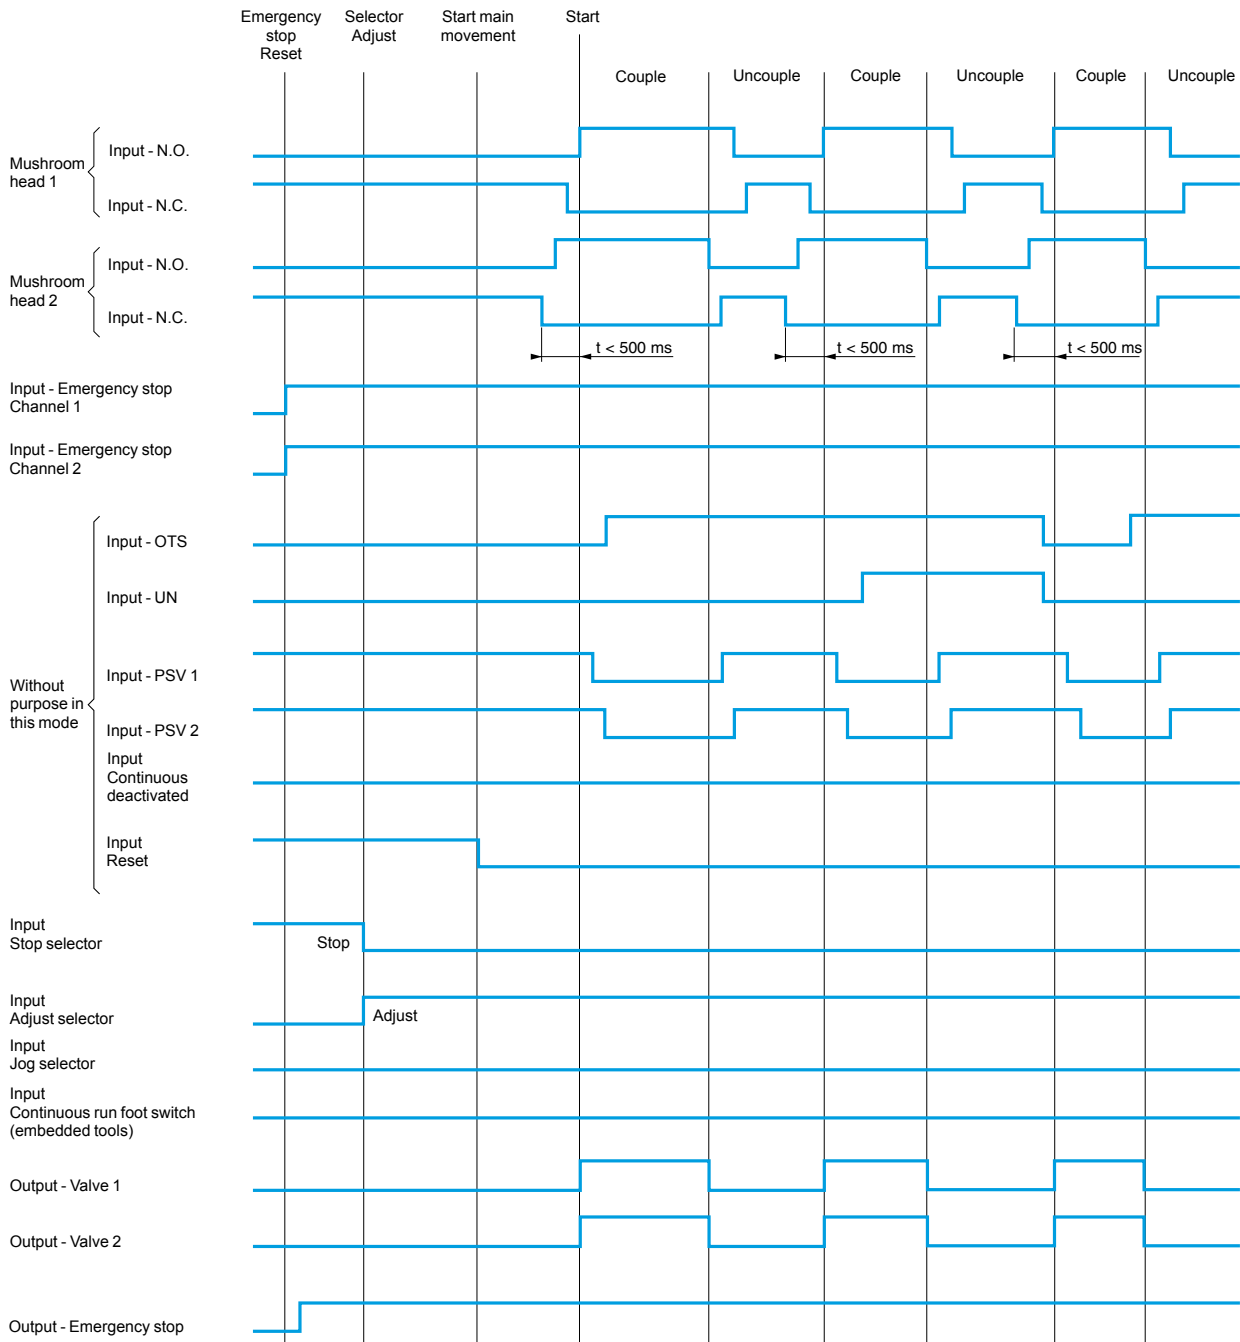 Emergency
stop
Reset
Selector
Adjust
Start main
movement
Start
Couple
Uncouple
Couple
Uncouple
Couple
Uncouple
Mushroom
head 1
Input - N.O.
Input - N.C.
Mushroom
head 2
Input - N.O.
Input - N.C.
t < 500 ms
t < 500 ms
t < 500 ms
Input - Emergency stop
Channel 1
Input - Emergency stop
Channel 2
Without
purpose in
this mode
Input - OTS
Input - UN
Input - PSV 1
Input - PSV 2
Input
Continuous
deactivated
Input
Reset
Input
Stop selector
Stop
Input
Adjust selector
Adjust
Input
Jog selector
Input
Continuous run foot switch
(embedded tools)
Output - Valve 1
Output - Valve 2
Output - Emergency stop